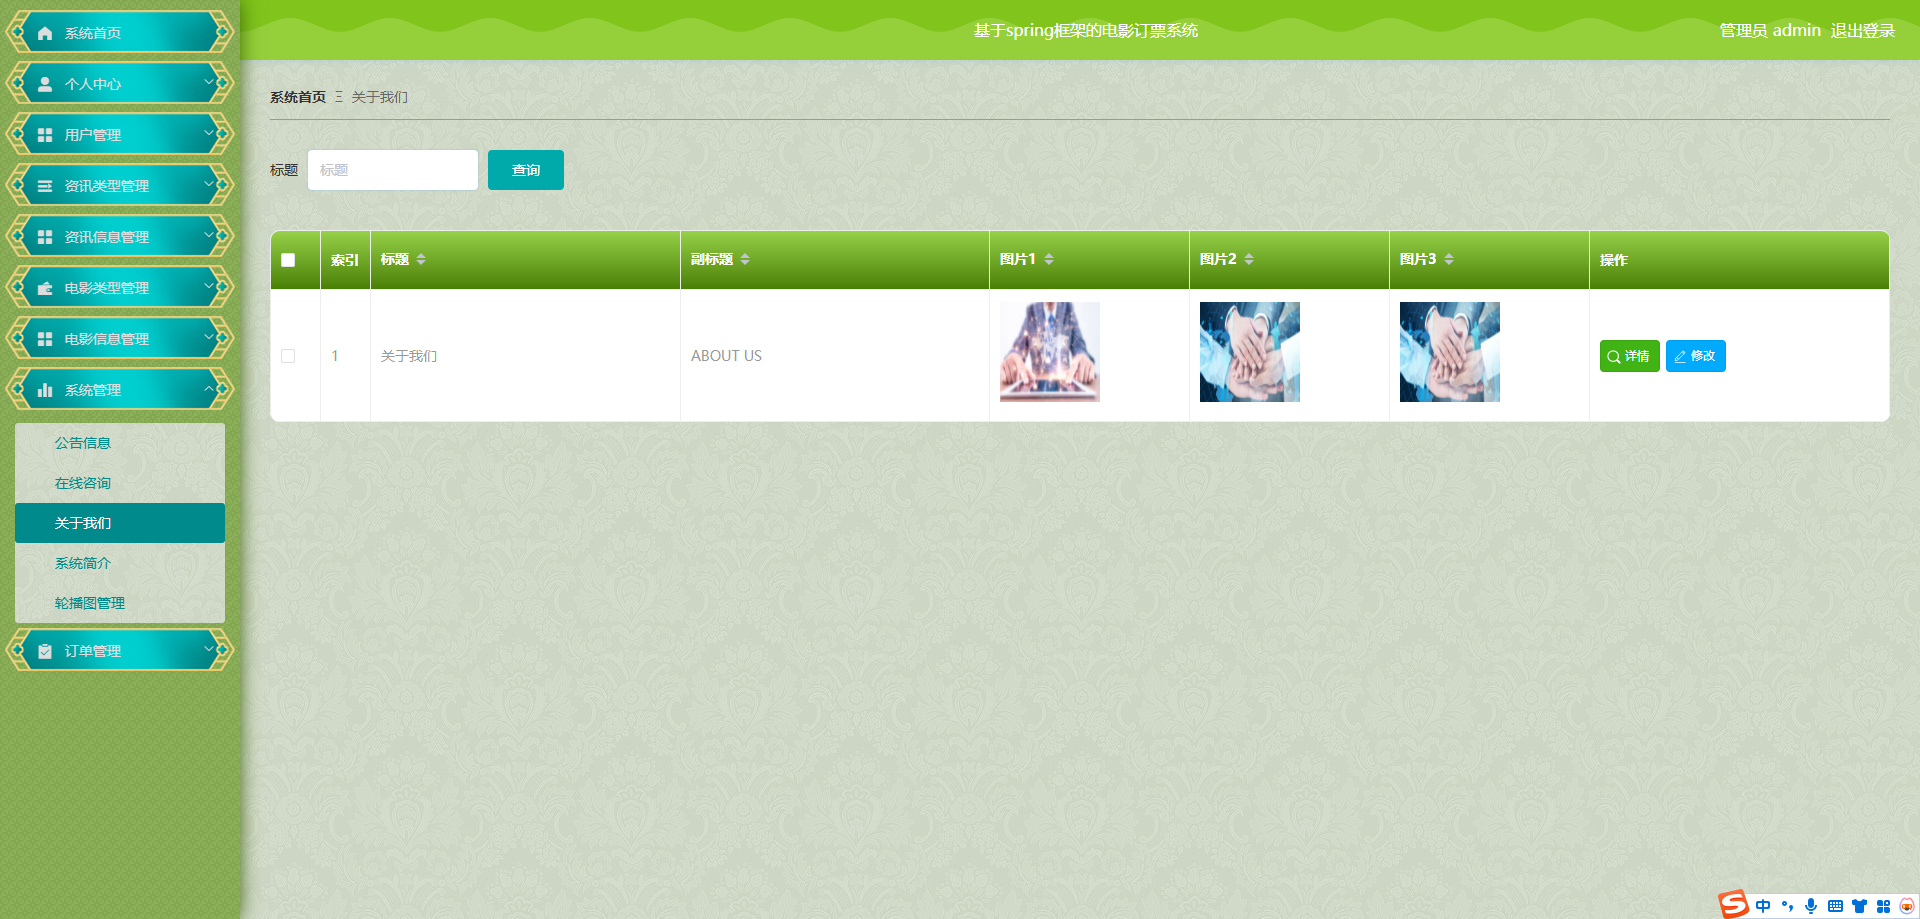 基于spring框架的电影订票系统
管理员 admin 退出登录
系统首页
个人中心
用户管理
资讯类型管理
资讯信息管理
电影类型管理
电影信息管理
系统管理
公告信息
在线咨询
关于我们
系统简介
轮播图管理
订单管理
系统首页 Ξ 关于我们
标题 标题 查询
索引 标题 副标题 图片1 图片2 图片3 操作
1 关于我们 ABOUT US 详情 修改
中